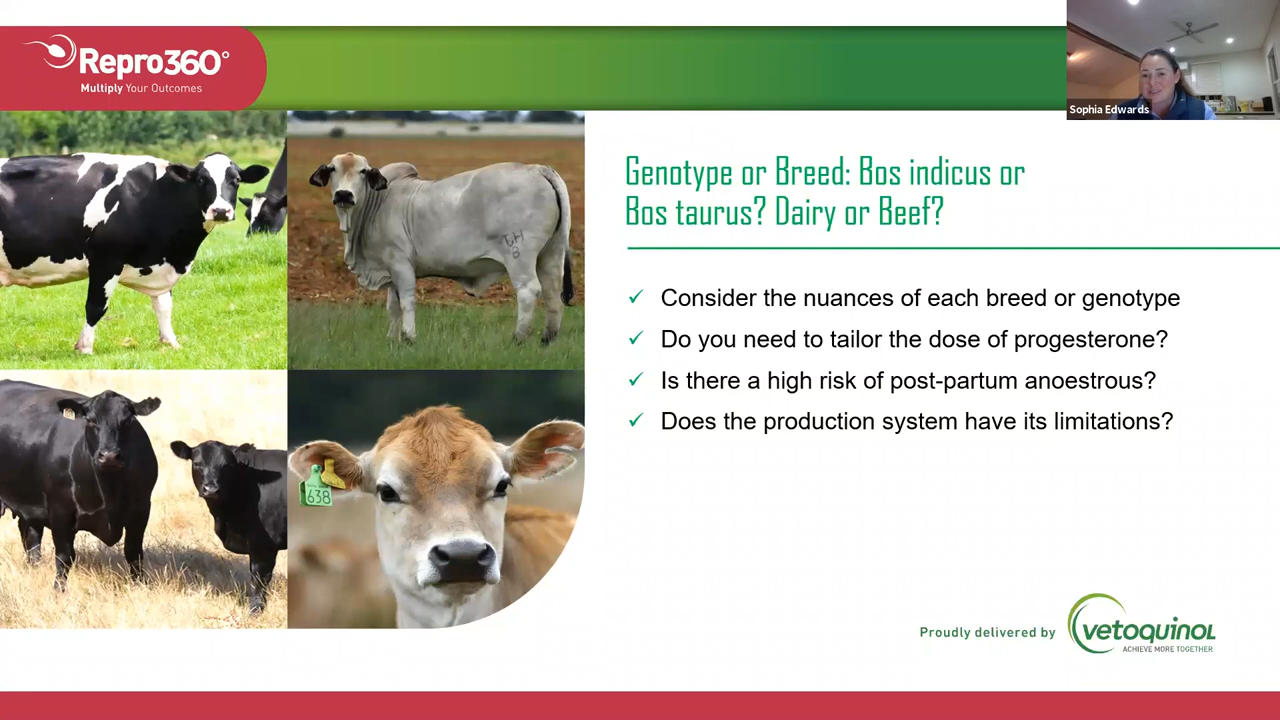 Repro360°
Multiply Your Outcomes
Sophia Edwards
Genotype or Breed: Bos indicus or
Bos taurus? Dairy or Beef?
✓ Consider the nuances of each breed or genotype
✓ Do you need to tailor the dose of progesterone?
✓ Is there a high risk of post-partum anoestrous?
✓ Does the production system have its limitations?
638
Proudly delivered by
vetoquinol
ACHIEVE MORE TOGETHER